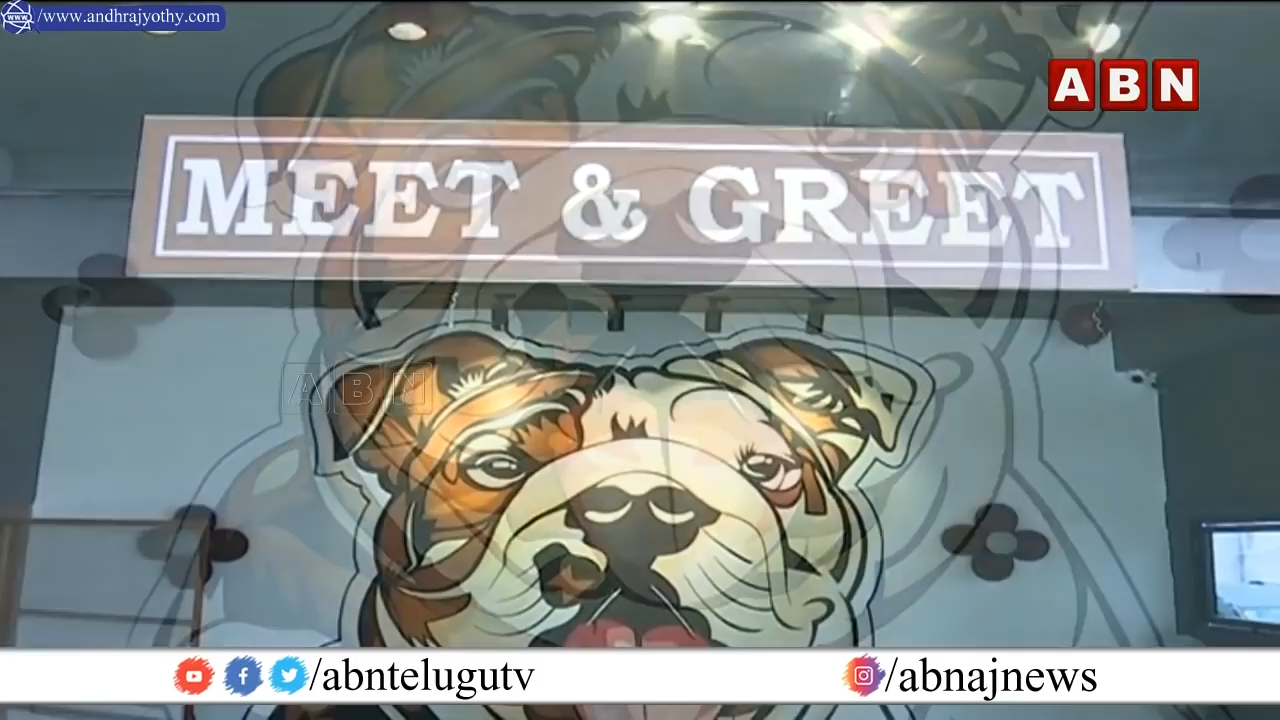 www.andhrajyothy.com
ABN
MEET & GREET
ABN
/abntelugutv
/abnajnews